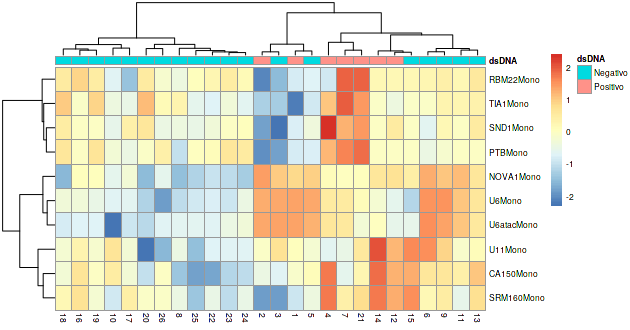 dsDNA
RBM22Mono
TIA1Mono
SND1Mono
PTBMono
NOVA1Mono
U6Mono
U6atacMono
U11Mono
CA150Mono
SRM160Mono
18 16 19 10 17 20 26 8 25 22 23 24 2 3 1 5 4 7 21 14 12 15 6 9 11 13
2
1
0
-1
-2
dsDNA
Negativo
Positivo